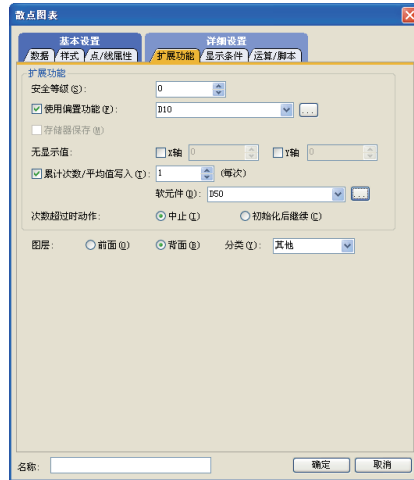 散点图表
基本设置 详细设置
数据 样式 点/线属性 扩展功能 显示条件 运算/脚本
扩展功能
安全等级(S): 0
使用偏置功能(F): D10 ...
存储器保存(M)
无显示值: X轴 0 Y轴 0
累计次数/平均值写入(T): 1 (每次)
软元件(D): D50 ...
次数超过时动作: 中止(I) 初始化后继续(C)
图层: 前面(O) 背面(B) 分类(Y): 其他
名称: 确定 取消